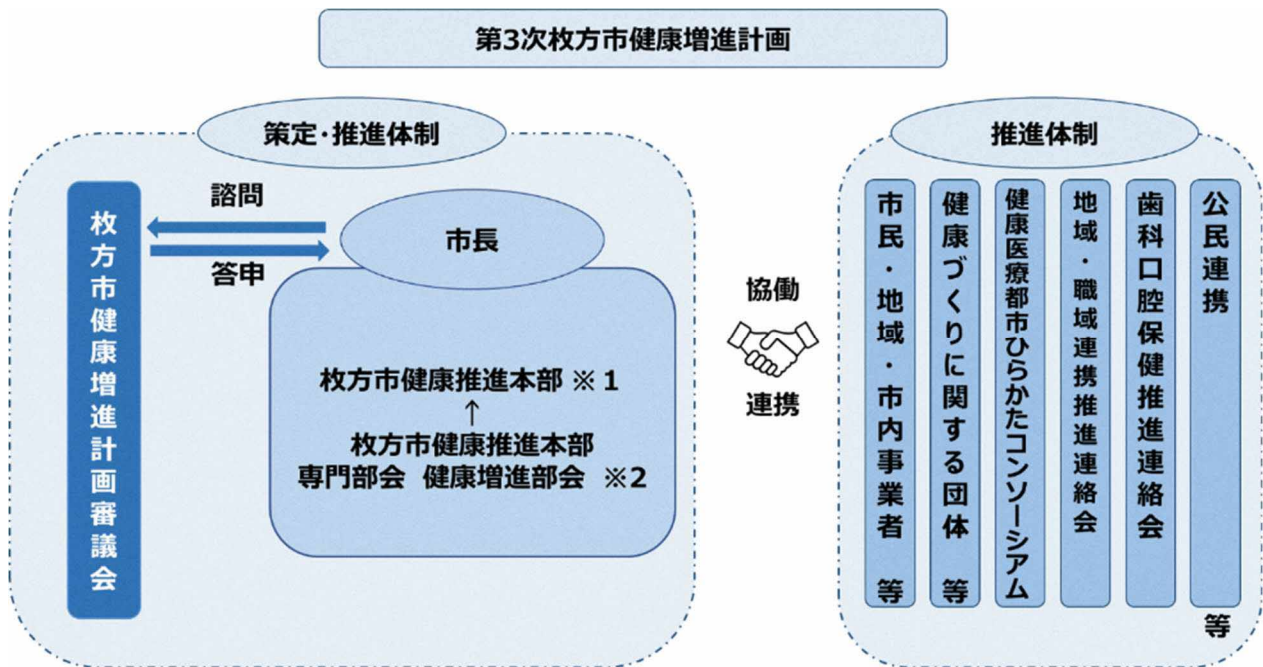 第3次枚方市健康増進計画
策定･推進体制
枚方市健康増進計画審議会
諮問
答申
市長
枚方市健康推進本部 ※１
↑
枚方市健康推進本部
専門部会 健康増進部会 ※2
協働
連携
推進体制
市民・地域・市内事業者 等
健康づくりに関する団体 等
健康医療都市ひらかたコンソーシアム
地域・職域連携推進連絡会
歯科口腔保健推進連絡会
公民連携
等